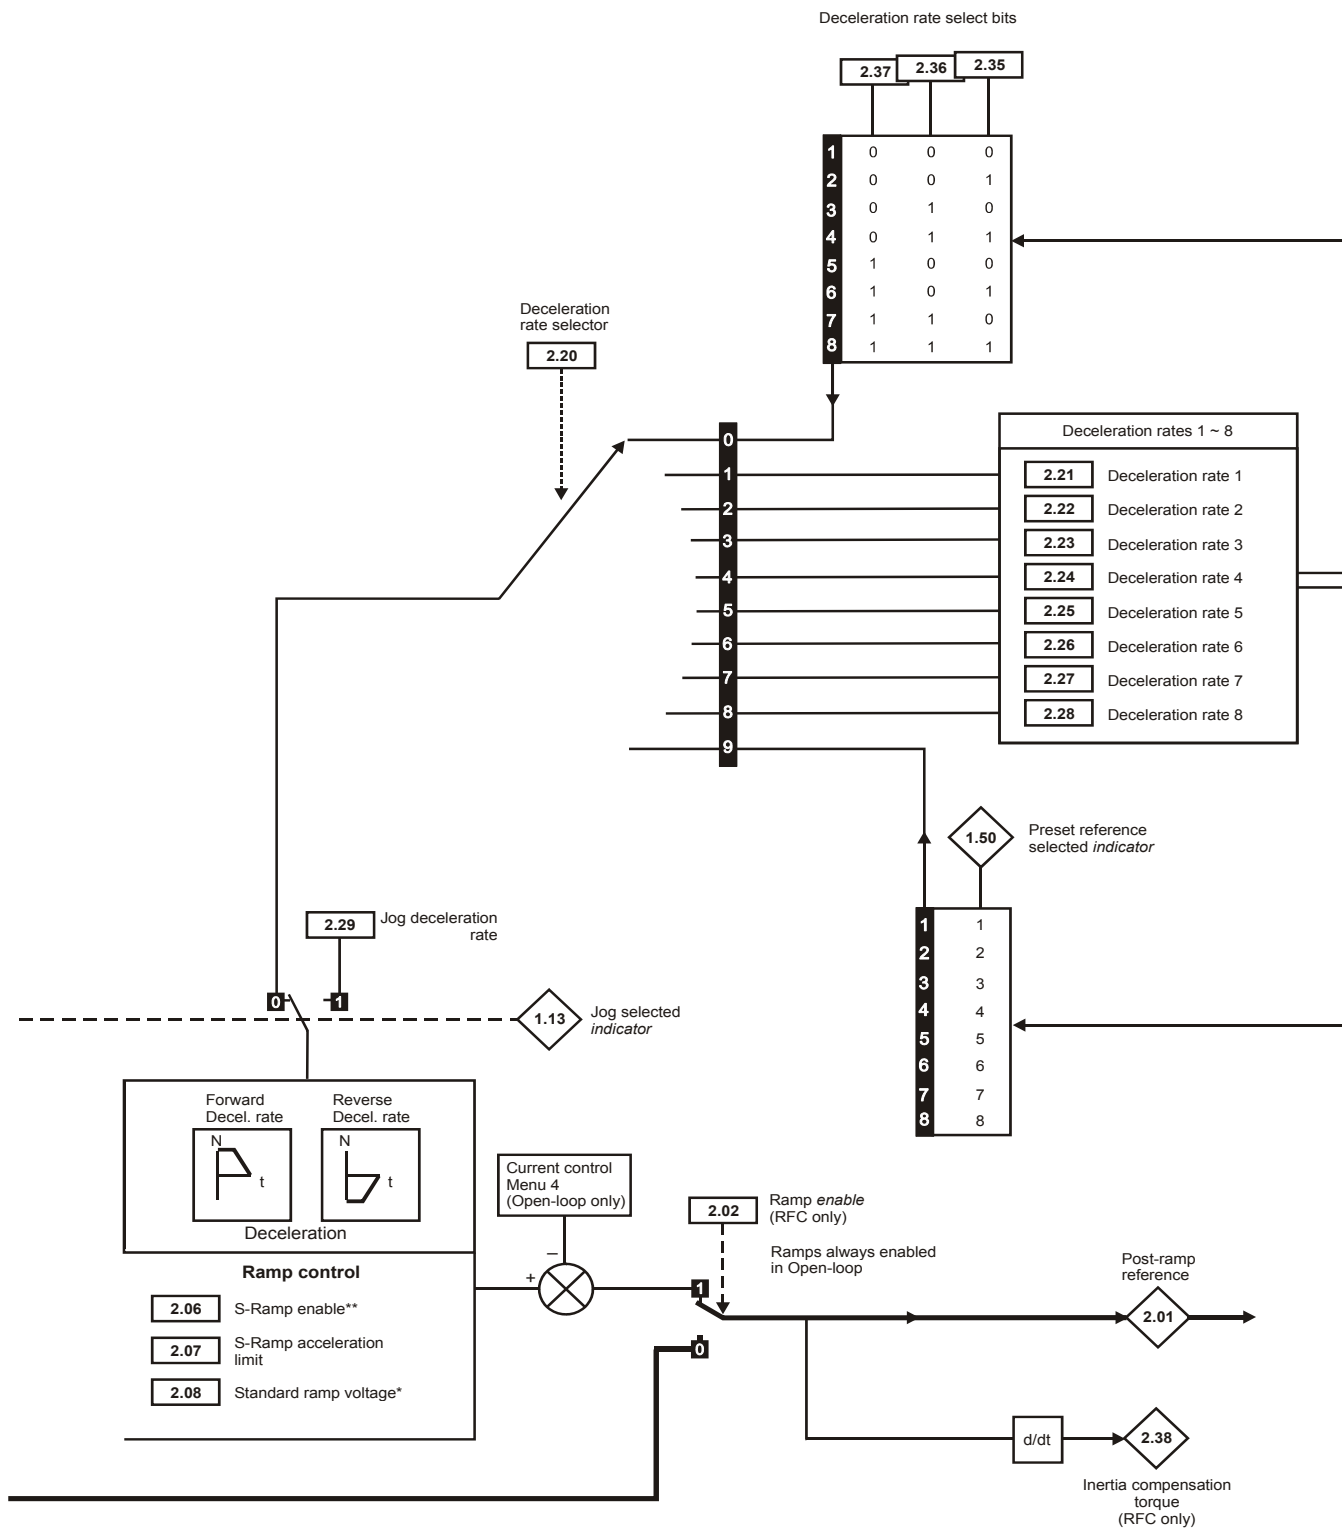 Deceleration rate select bits
2.37 2.36 2.35
1 0 0 0
2 0 0 1
3 0 1 0
4 0 1 1
5 1 0 0
6 1 0 1
7 1 1 0
8 1 1 1
Deceleration
rate selector
2.20
0
1
2
3
4
5
6
7
8
9
Deceleration rates 1 ~ 8
2.21 Deceleration rate 1
2.22 Deceleration rate 2
2.23 Deceleration rate 3
2.24 Deceleration rate 4
2.25 Deceleration rate 5
2.26 Deceleration rate 6
2.27 Deceleration rate 7
2.28 Deceleration rate 8
1.50
Preset reference
selected indicator
1 1
2 2
3 3
4 4
5 5
6 6
7 7
8 8
2.29
Jog deceleration
rate
0 1
1.13
Jog selected
indicator
Forward
Decel. rate
N
t
Reverse
Decel. rate
N
t
Deceleration
Ramp control
2.06 S-Ramp enable**
2.07 S-Ramp acceleration
limit
2.08 Standard ramp voltage*
Current control
Menu 4
(Open-loop only)
–
+
2.02
Ramp enable
(RFC only)
Ramps always enabled
in Open-loop
1
0
Post-ramp
reference
2.01
d/dt
2.38
Inertia compensation
torque
(RFC only)